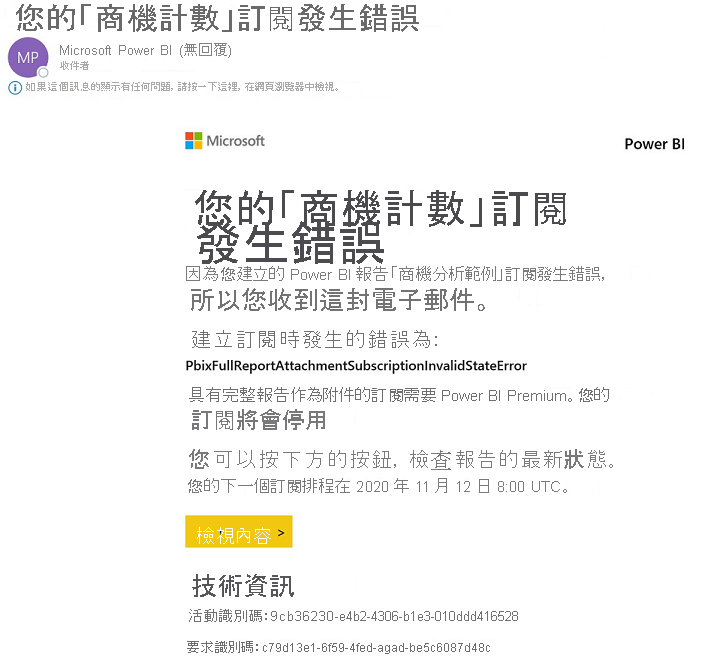 您的「商機計數」訂閱發生錯誤
MP
Microsoft Power BI (無回覆)
收件者
如果這個訊息的顯示有任何問題, 請按一下這裡, 在網頁瀏覽器中檢視。
Microsoft
Power BI
您的「商機計數」訂閱
發生錯誤
因為您建立的 Power BI 報告「商機分析範例」訂閱發生錯誤,
所以您收到這封電子郵件。
建立訂閱時發生的錯誤為:
PbixFullReportAttachmentSubscriptionInvalidStateError
具有完整報告作為附件的訂閱需要 Power BI Premium。您的
訂閱將會停用
您可以按下方的按鈕, 檢查報告的最新狀態。
您的下一個訂閱排程在 2020 年 11 月 12 日 8:00 UTC。
檢視內容 >
技術資訊
活動識別碼:9cb36230-e4b2-4306-b1e3-010ddd416528
要求識別碼:c79d13e1-6f59-4fed-agad-be5c6087d48c